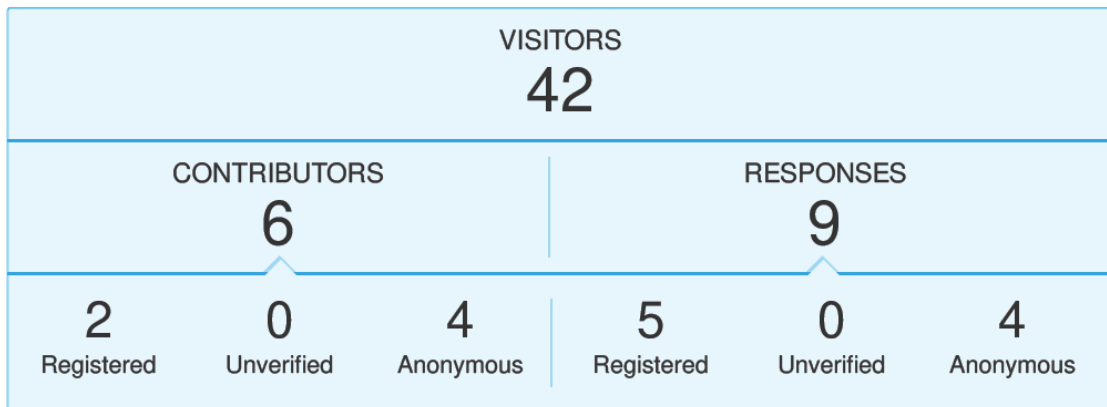 VISITORS
42
CONTRIBUTORS
6
RESPONSES
9
2 0 4
Registered Unverified Anonymous
5 0 4
Registered Unverified Anonymous